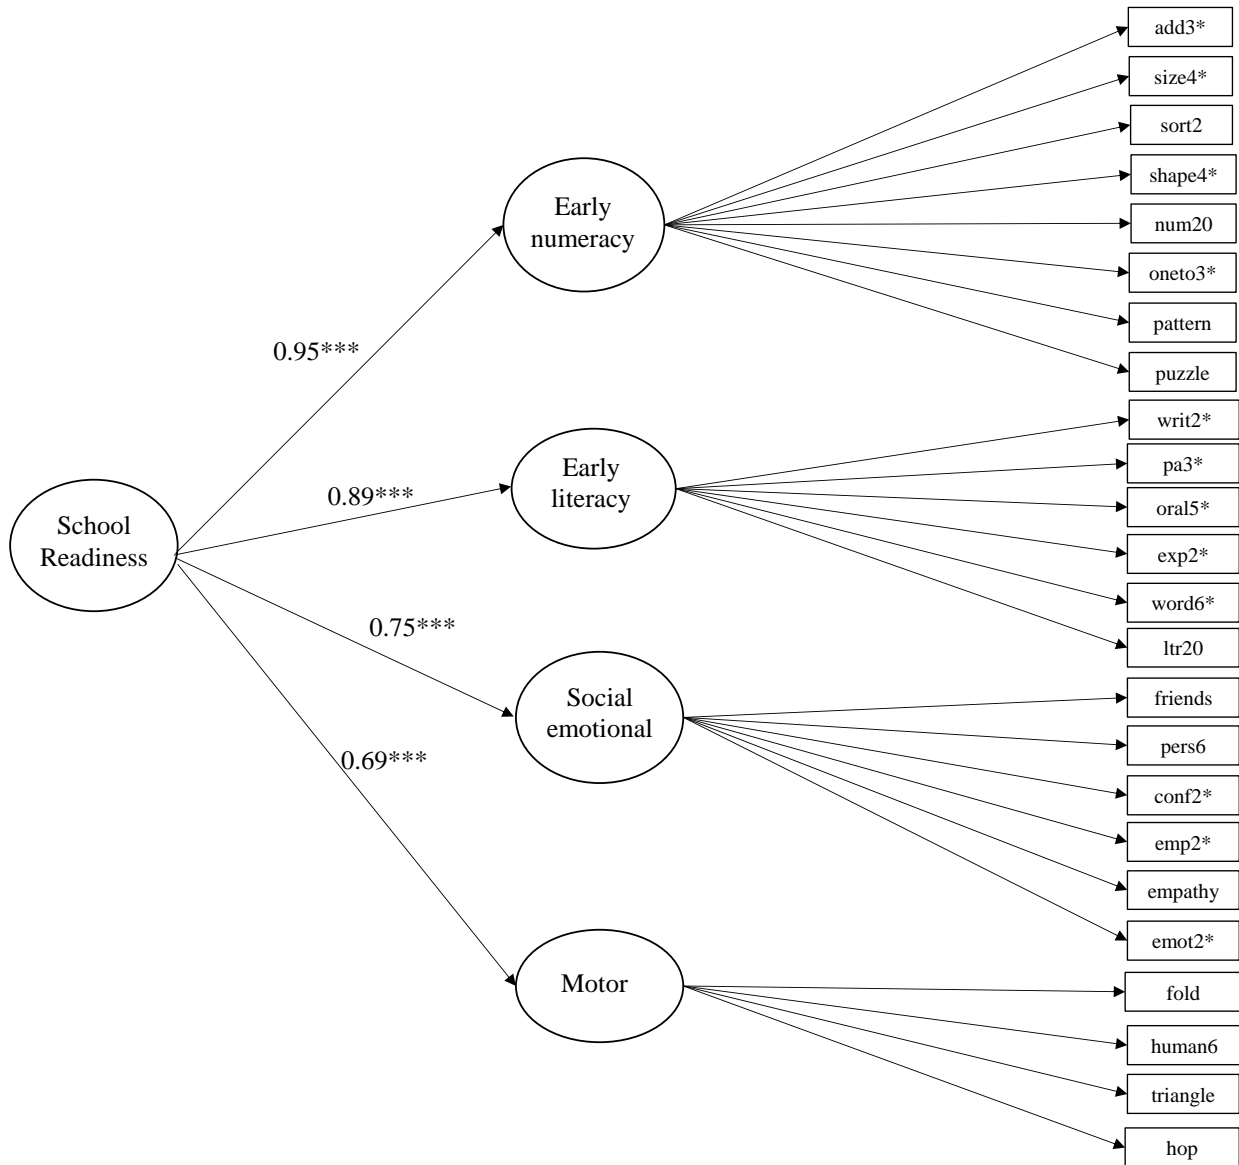 School
Readiness
0.95***
0.89***
0.75***
0.69***
Early
numeracy
Early
literacy
Social
emotional
Motor
add3*
size4*
sort2
shape4*
num20
oneto3*
pattern
puzzle
writ2*
pa3*
oral5*
exp2*
word6*
ltr20
friends
pers6
conf2*
emp2*
empathy
emot2*
fold
human6
triangle
hop